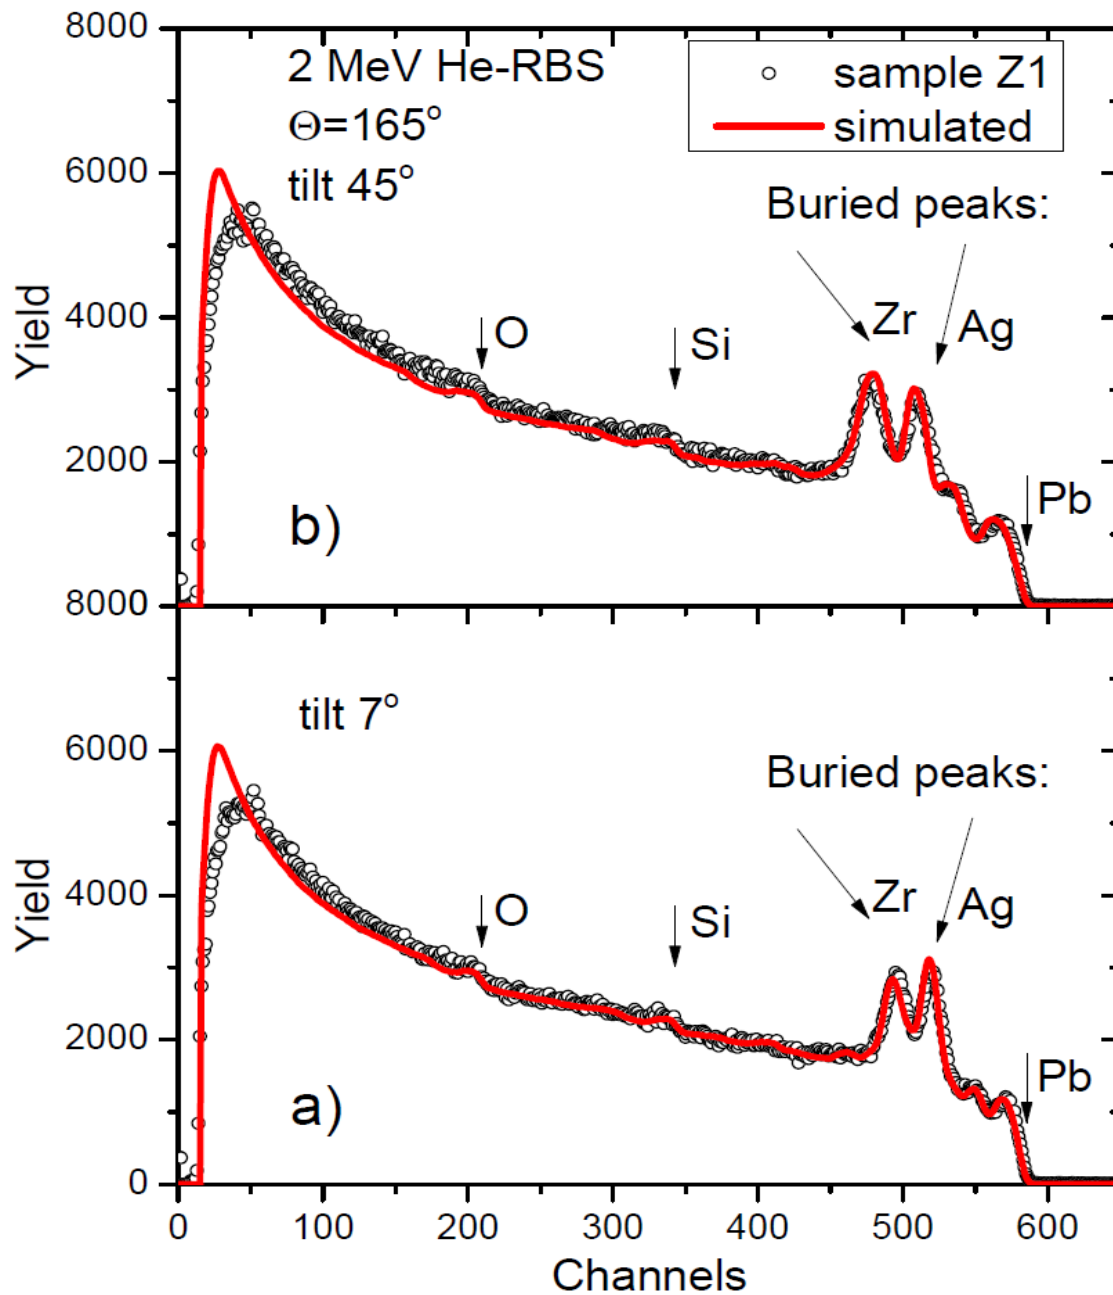 8000
6000
4000
2000
8000
Yield
2 MeV He-RBS
Θ=165°
tilt 45°
sample Z1
simulated
Buried peaks:
O
Si
Zr
Ag
Pb
b)
6000
4000
2000
0
Yield
tilt 7°
Buried peaks:
O
Si
Zr
Ag
Pb
a)
0 100 200 300 400 500 600
Channels